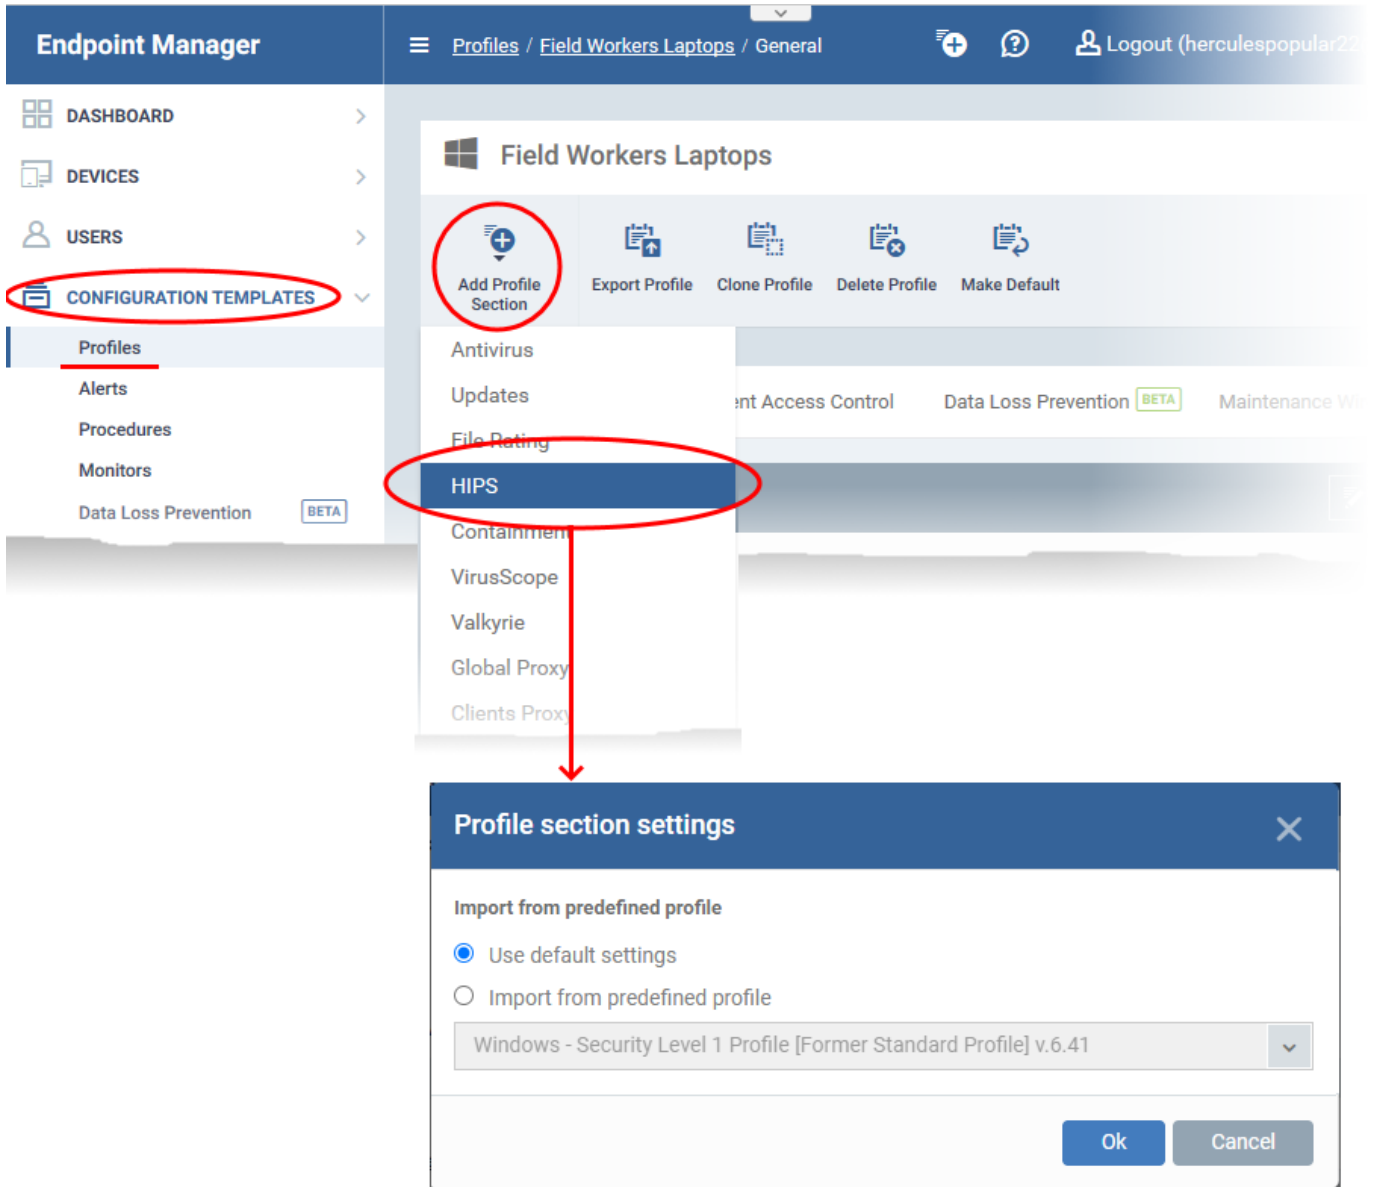 Endpoint Manager
Profiles / Field Workers Laptops / General
Logout (herculespopular22
DASHBOARD
DEVICES
USERS
CONFIGURATION TEMPLATES
Profiles
Alerts
Procedures
Monitors
Data Loss Prevention BETA
Field Workers Laptops
Add Profile
Section
Export Profile
Clone Profile
Delete Profile
Make Default
Antivirus
Updates
File Rating
HIPS
Containment
VirusScope
Valkyrie
Global Proxy
Clients Proxy
ent Access Control
Data Loss Prevention BETA
Maintenance Wi
Profile section settings
Import from predefined profile
Use default settings
Import from predefined profile
Windows - Security Level 1 Profile [Former Standard Profile] v.6.41
Ok
Cancel